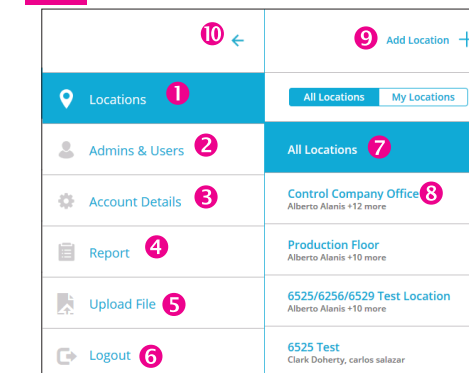 10 ←
9 Add Location +
Locations 1
All Locations My Locations
Admins & Users 2
All Locations 7
Account Details 3
Control Company Office 8
Alberto Alanis +12 more
Report 4
Production Floor
Alberto Alanis +10 more
Upload File 5
6525/6256/6529 Test Location
Alberto Alanis +10 more
Logout 6
6525 Test
Clark Doherty, carlos salazar